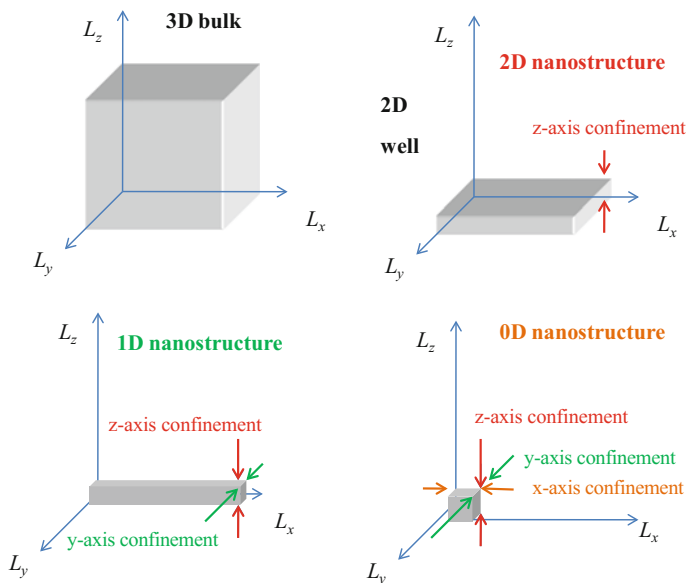 3D bulk
L_z
L_x
L_y
2D nanostructure
L_z
2D
well
z-axis confinement
L_x
L_y
1D nanostructure
L_z
z-axis confinement
y-axis confinement
L_x
L_y
0D nanostructure
L_z
z-axis confinement
y-axis confinement
x-axis confinement
L_x
L_y